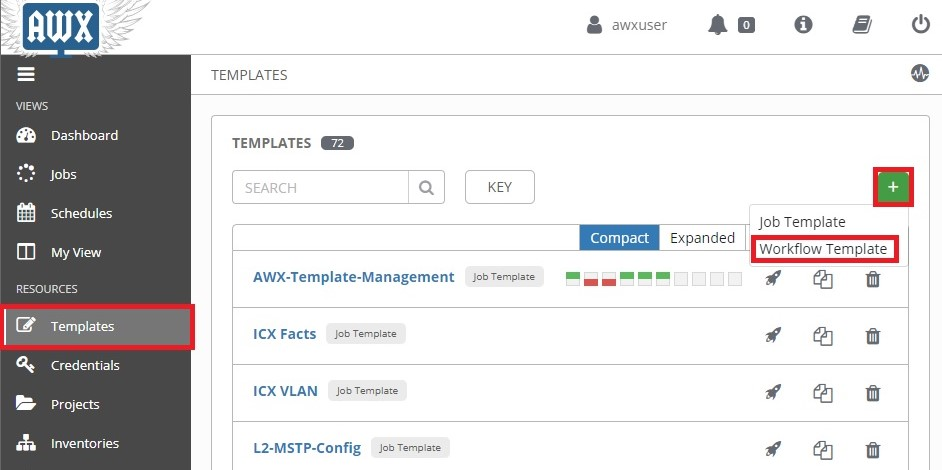 AWX
awxuser
0
TEMPLATES
VIEWS
Dashboard
Jobs
Schedules
My View
RESOURCES
Templates
Credentials
Projects
Inventories
TEMPLATES 72
SEARCH
KEY
+
Job Template
Workflow Template
Compact Expanded
AWX-Template-Management Job Template
ICX Facts Job Template
ICX VLAN Job Template
L2-MSTP-Config Job Template